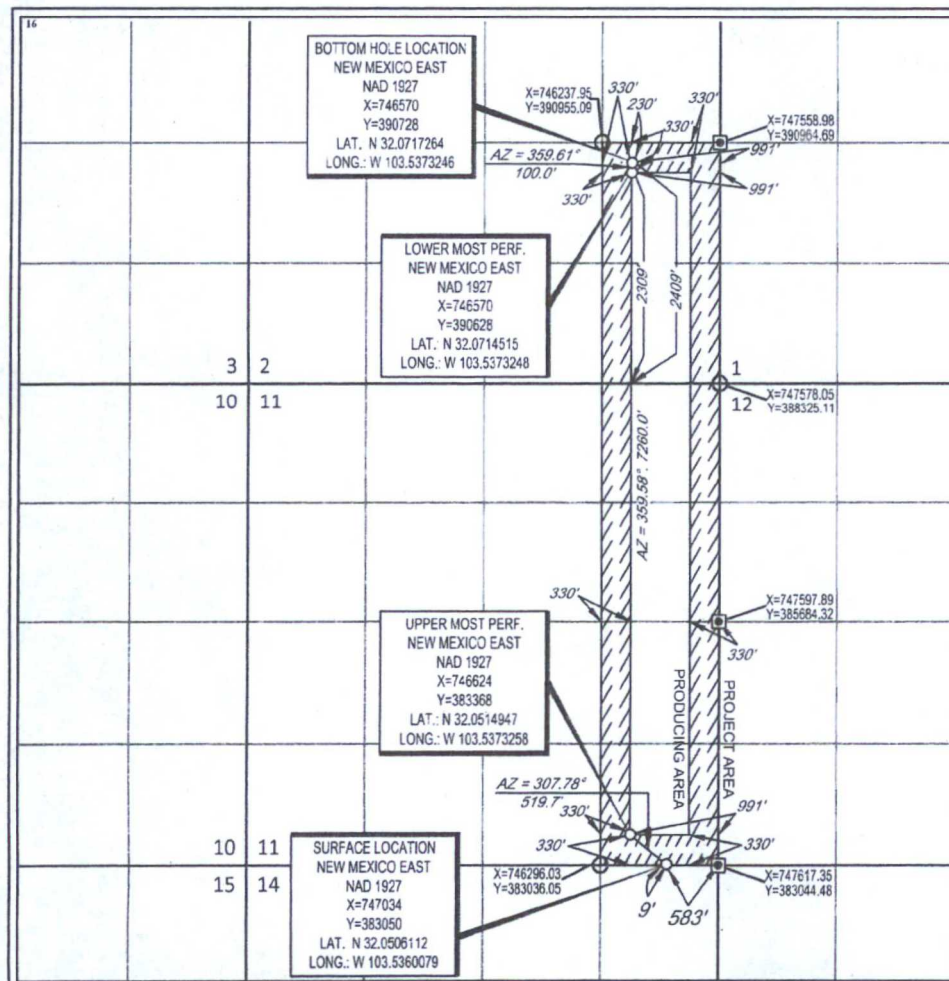 16
BOTTOM HOLE LOCATION
NEW MEXICO EAST
NAD 1927
X=746570
Y=390728
LAT. N 32.0717264
LONG.: W 103.5373246
X=746237.95
Y=390955.09
330'
230'
330'
330'
X=747558.98
Y=390964.69
991'
991'
AZ = 359.61°
100.0'
330'
LOWER MOST PERF.
NEW MEXICO EAST
NAD 1927
X=746570
Y=390628
LAT.: N 32.0714515
LONG.: W 103.5373248
2309'
2409'
3 2
10 11
1
12
X=747578.05
Y=388325.11
AZ = 359.58°, 7260.0'
330'
X=747597.89
Y=385684.32
330'
UPPER MOST PERF.
NEW MEXICO EAST
NAD 1927
X=746624
Y=383368
LAT.: N 32.0514947
LONG.: W 103.5373258
PRODUCING AREA
PROJECT AREA
AZ = 307.78°
519.7'
330'
991'
330'
330'
10 11
15 14
SURFACE LOCATION
NEW MEXICO EAST
NAD 1927
X=747034
Y=383050
LAT. N 32.0506112
LONG.: W 103.5360079
X=746296.03
Y=383036.05
9'
583'
X=747617.35
Y=383044.48